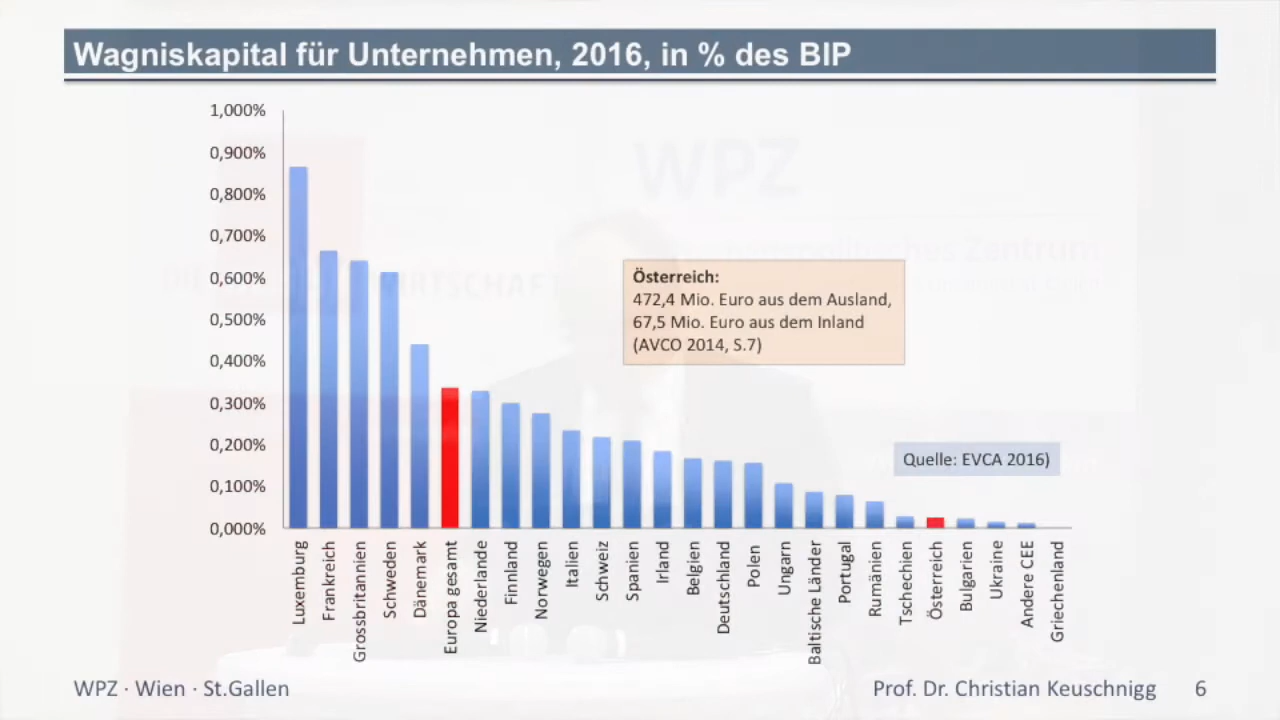 Wagniskapital für Unternehmen, 2016, in % des BIP
1,000%
0,900%
0,800%
0,700%
0,600%
0,500%
0,400%
0,300%
0,200%
0,100%
0,000%
WPZ
Österreich:
472,4 Mio. Euro aus dem Ausland,
67,5 Mio. Euro aus dem Inland
(AVCO 2014, S.7)
Quelle: EVCA 2016)
Luxemburg
Frankreich
Grossbritannien
Schweden
Dänemark
Europa gesamt
Niederlande
Finnland
Norwegen
Italien
Schweiz
Spanien
Irland
Belgien
Deutschland
Polen
Ungarn
Baltische Länder
Portugal
Rumänien
Tschechien
Österreich
Bulgarien
Ukraine
Andere CEE
Griechenland
WPZ · Wien · St.Gallen
Prof. Dr. Christian Keuschnigg
6